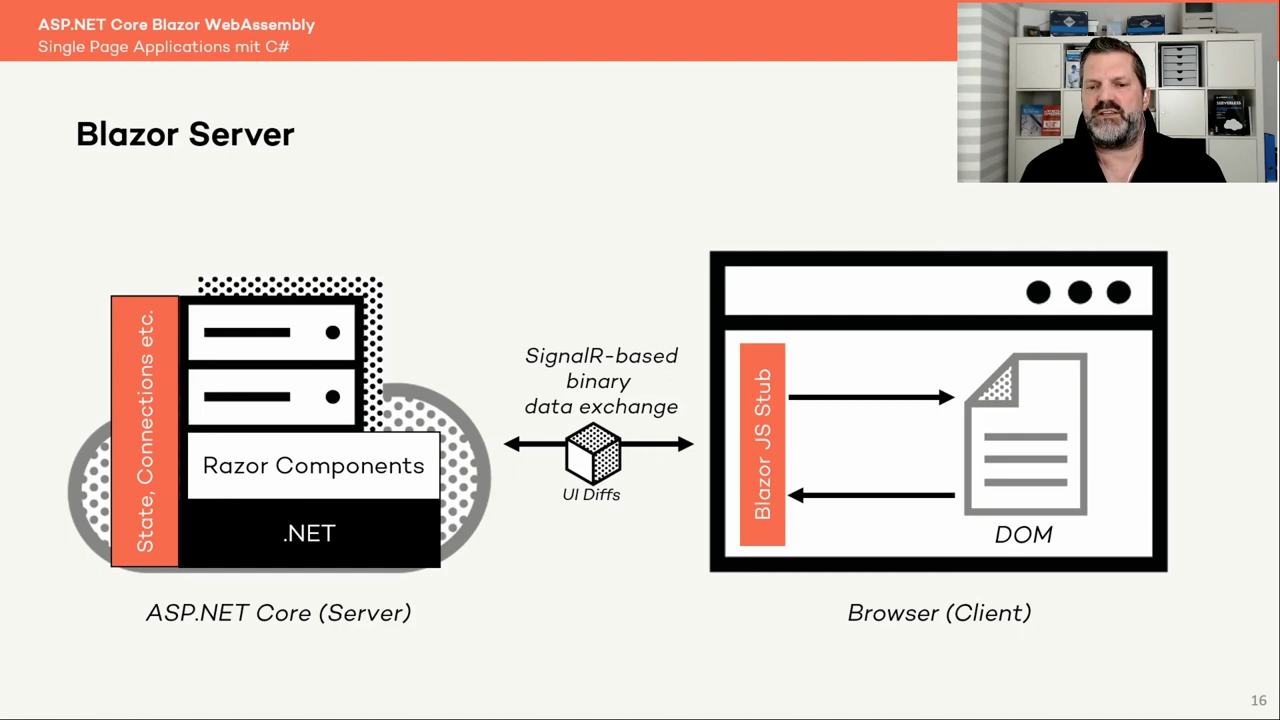 ASP.NET Core Blazor WebAssembly
Single Page Applications mit C#
SERVERLESS
Blazor Server
State, Connections etc.
Razor Components
.NET
ASP.NET Core (Server)
SignalR-based
binary
data exchange
UI Diffs
Blazor JS Stub
DOM
Browser (Client)
16